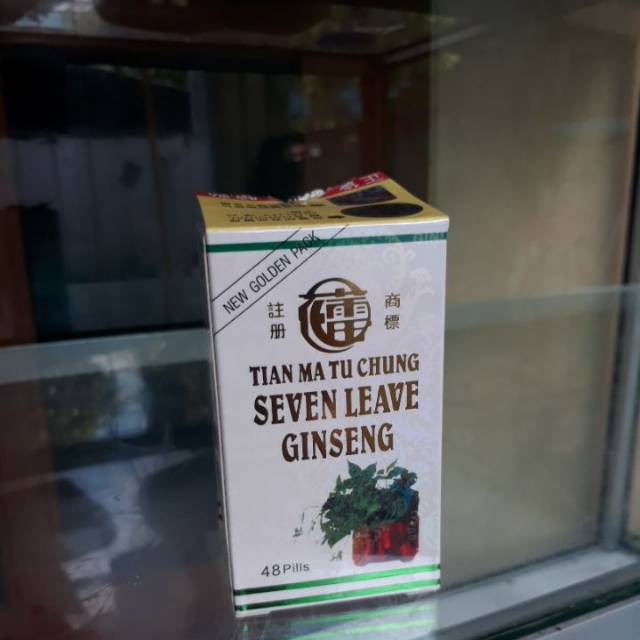 NEW GOLDEN PACK
註册
商標
TIAN MA TU CHUNG
SEVEN LEAVE
GINSENG
48Pills